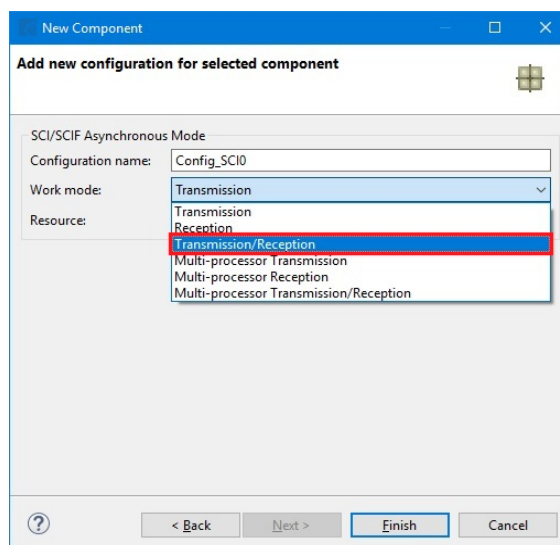 New Component
Add new configuration for selected component
SCI/SCIF Asynchronous Mode
Configuration name: Config_SCI0
Work mode: Transmission
Resource:
Transmission
Reception
Transmission/Reception
Multi-processor Transmission
Multi-processor Reception
Multi-processor Transmission/Reception
? < Back Next > Finish Cancel